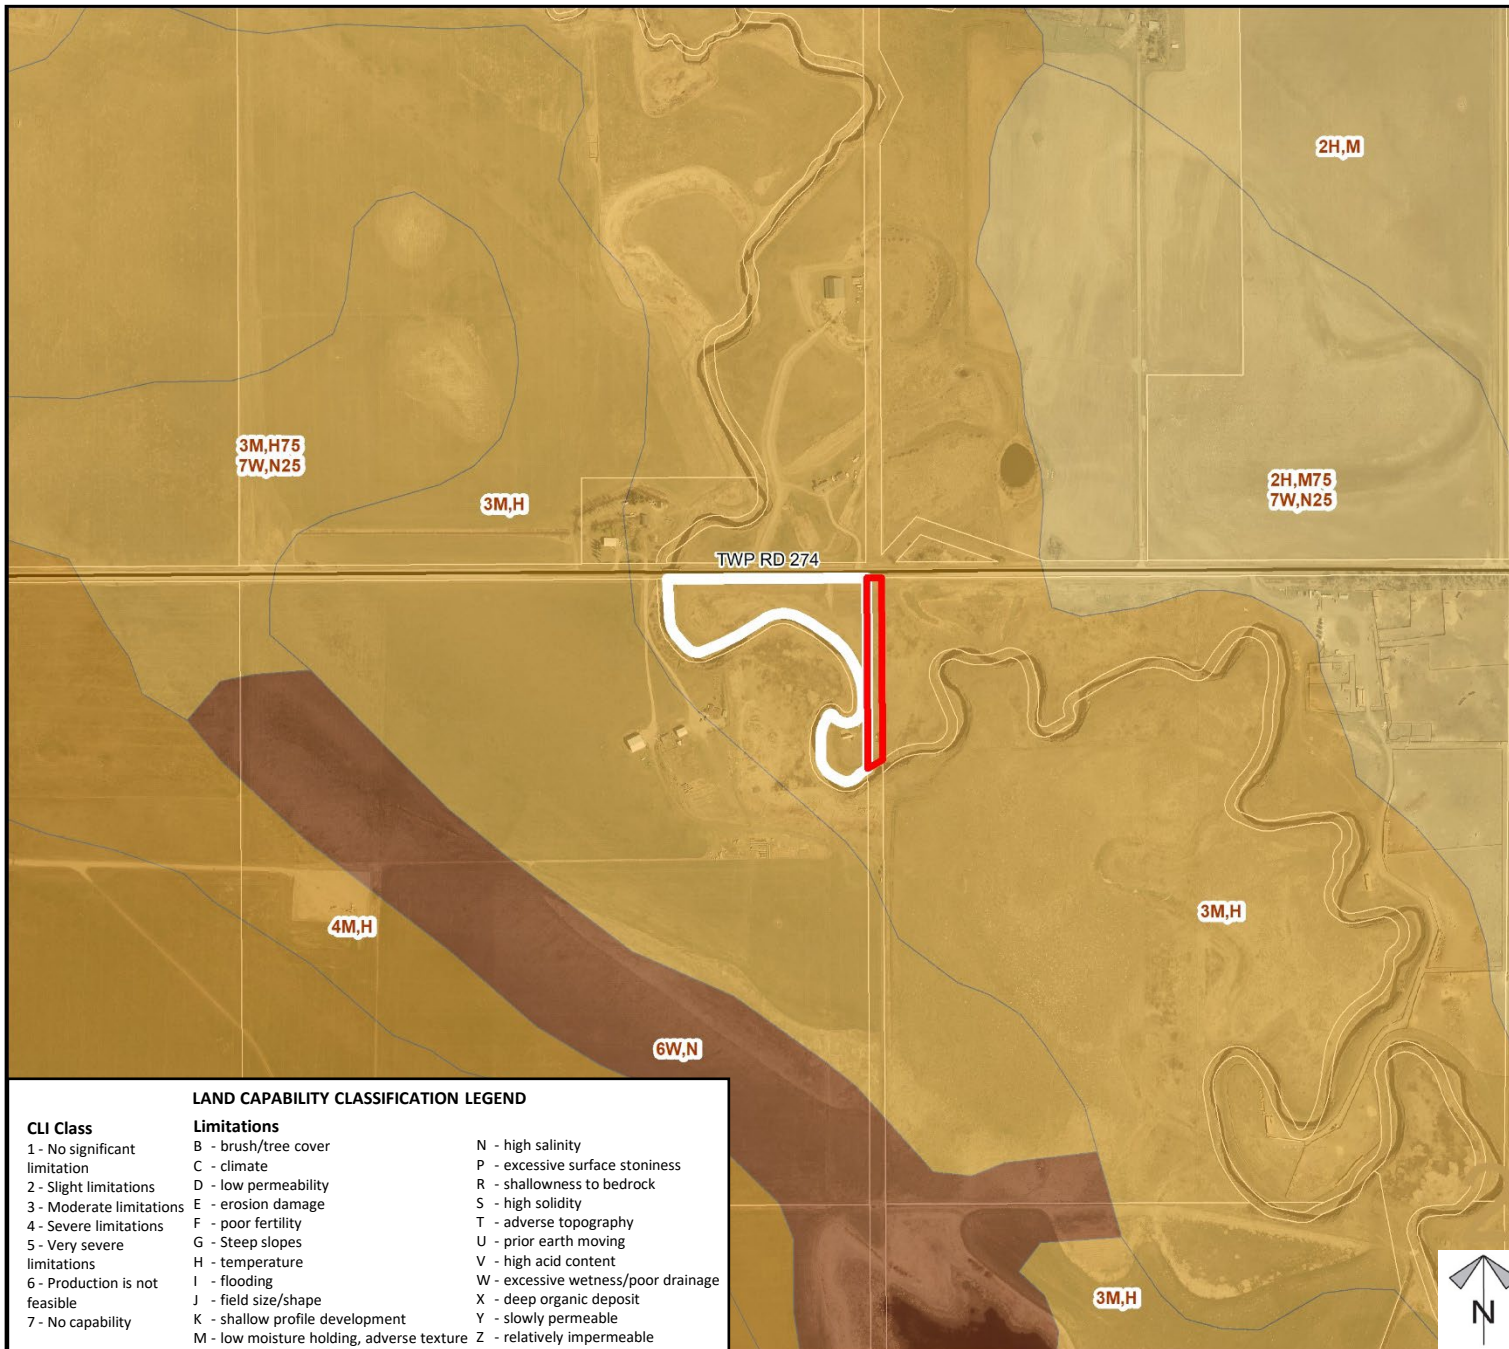 2H,M
3M,H75
7W,N25
3M,H
2H,M75
7W,N25
TWP RD 274
4M,H
3M,H
6W,N
3M,H
LAND CAPABILITY CLASSIFICATION LEGEND
CLI Class
1 - No significant
limitation
2 - Slight limitations
3 - Moderate limitations
4 - Severe limitations
5 - Very severe
limitations
6 - Production is not
feasible
7 - No capability
Limitations
B - brush/tree cover
C - climate
D - low permeability
E - erosion damage
F - poor fertility
G - Steep slopes
H - temperature
I - flooding
J - field size/shape
K - shallow profile development
M - low moisture holding, adverse texture
N - high salinity
P - excessive surface stoniness
R - shallowness to bedrock
S - high solidity
T - adverse topography
U - prior earth moving
V - high acid content
W - excessive wetness/poor drainage
X - deep organic deposit
Y - slowly permeable
Z - relatively impermeable
N